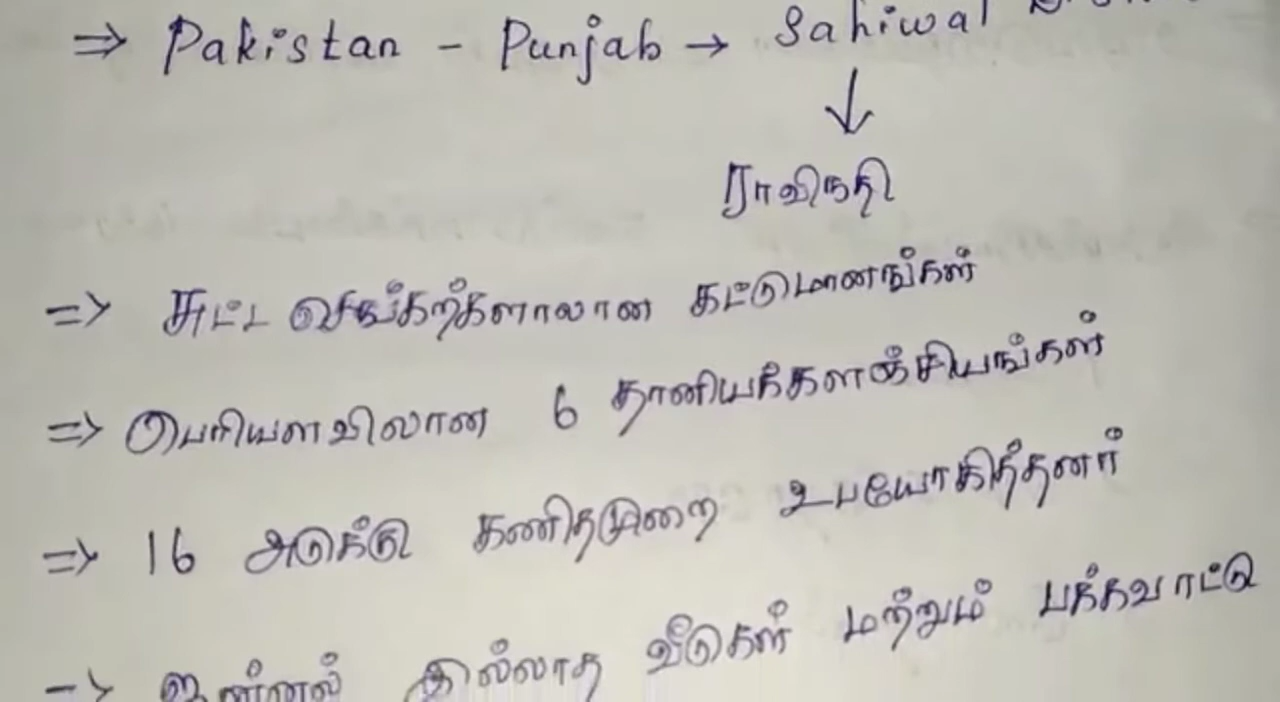 ⇒ Pakistan - Punjab → Sahiwal
↓
ராவிநதி
=> சுட்ட செங்கற்களாலான கட்டுமானங்கள்
=> பெரியளவிலான 6 தானியக்களஞ்சியங்கள்
=> 16 அடுக்கு கணிதமுறை உபயோகித்தனர்
=> ஜன்னல் இல்லாத வீடுகள் மற்றும் பக்கவாட்டு